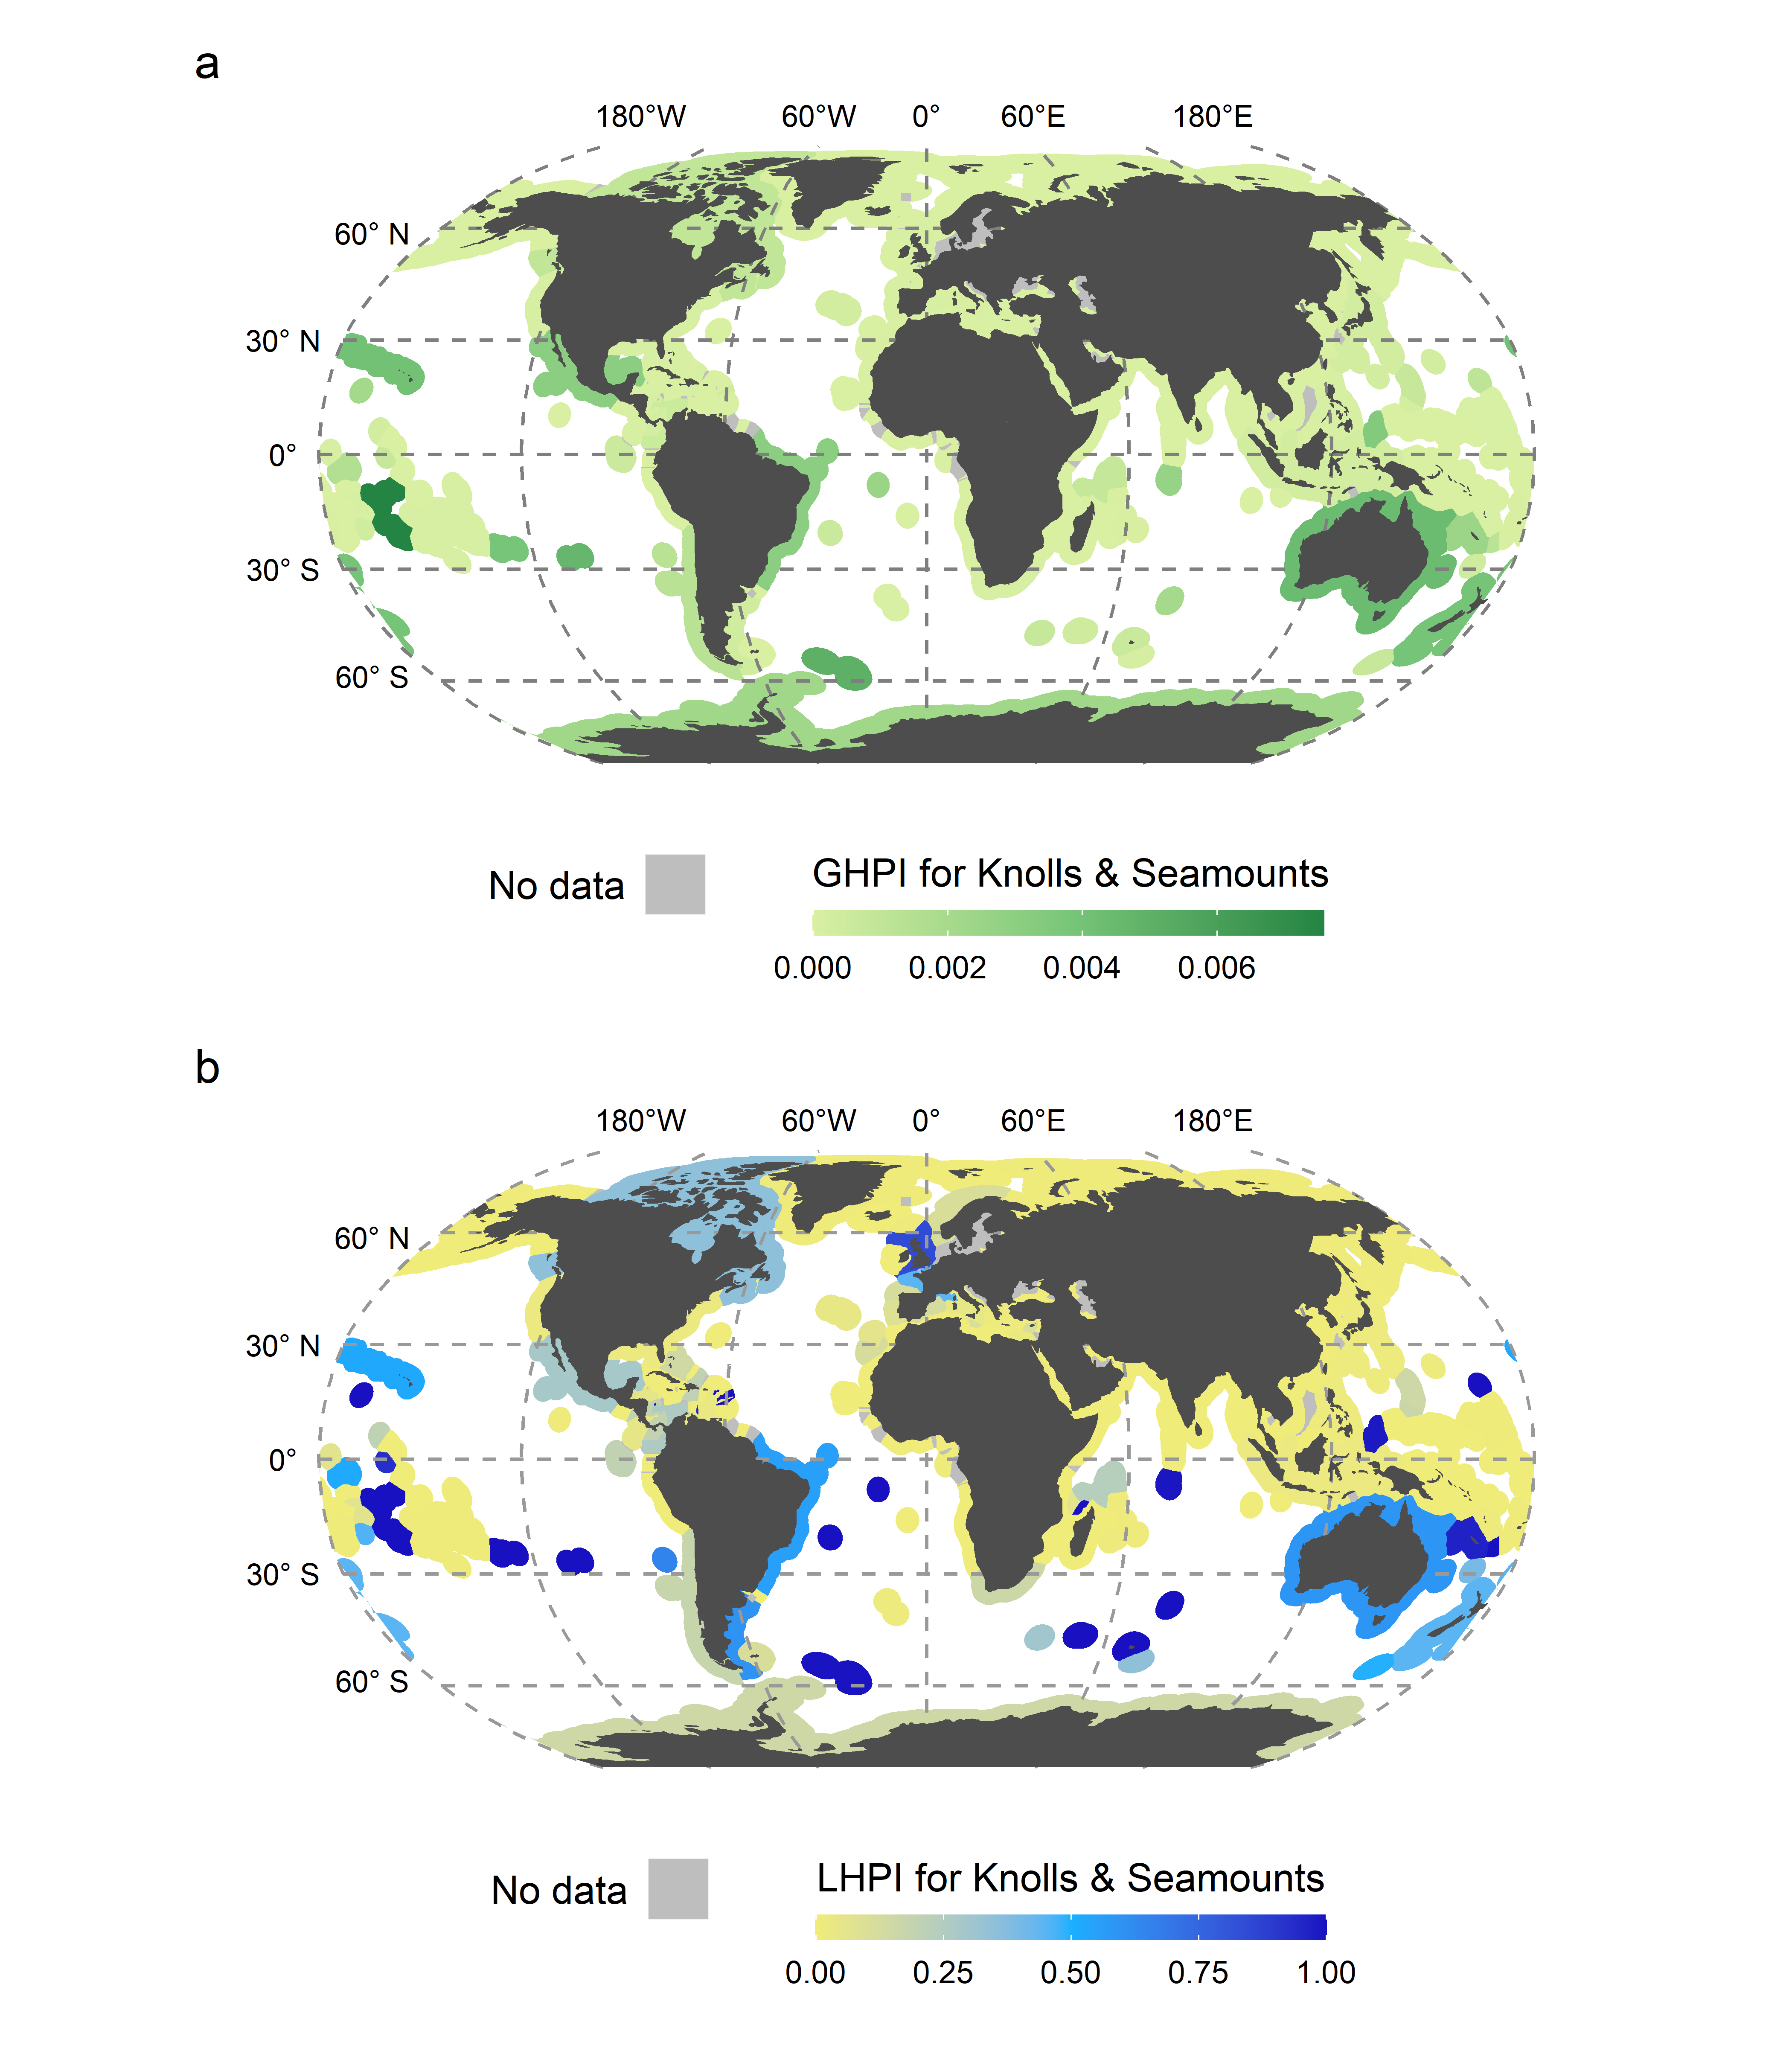 a
180°W 60°W 0° 60°E 180°E
60° N
30° N
0°
30° S
60° S
No data
GHPI for Knolls & Seamounts
0.000 0.002 0.004 0.006
b
180°W 60°W 0° 60°E 180°E
60° N
30° N
0°
30° S
60° S
No data
LHPI for Knolls & Seamounts
0.00 0.25 0.50 0.75 1.00